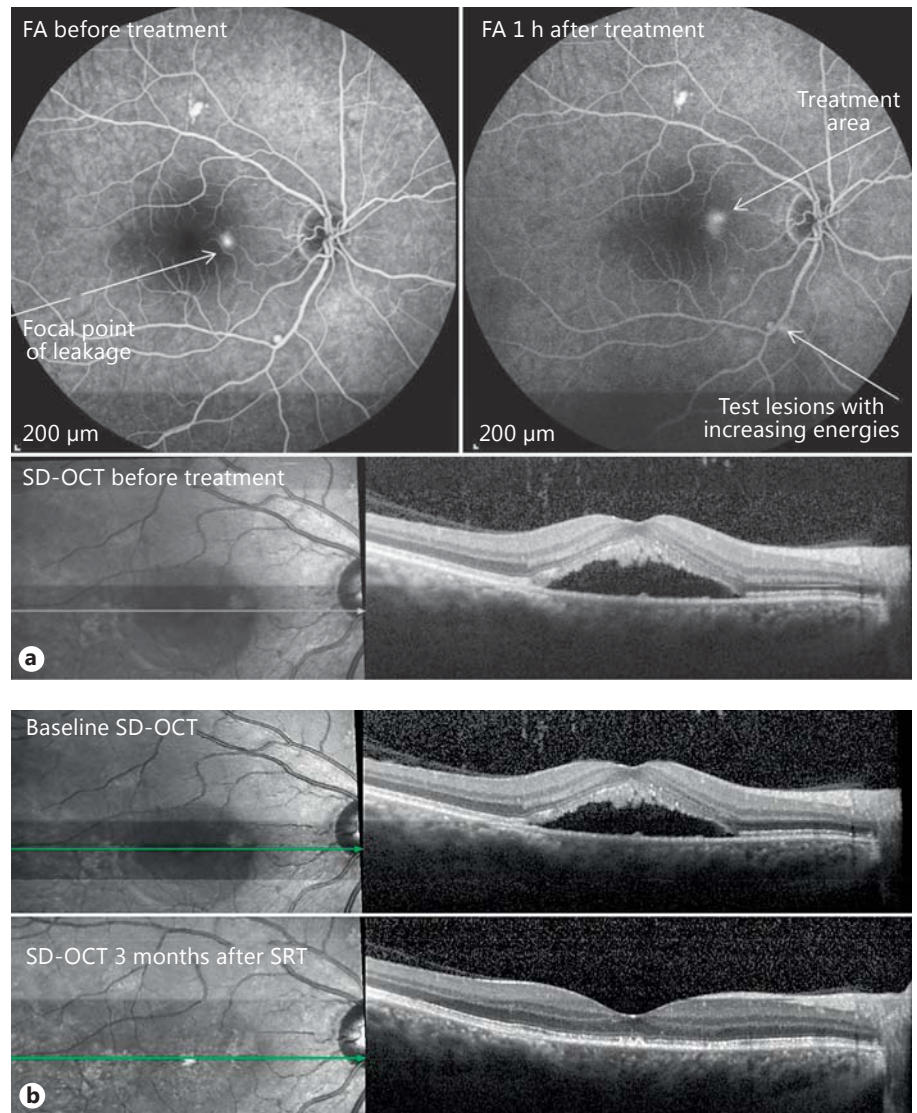 FA before treatment
FA 1 h after treatment
Treatment
area
Focal point
of leakage
Test lesions with
increasing energies
200 µm
200 µm
SD-OCT before treatment
a
Baseline SD-OCT
SD-OCT 3 months after SRT
b